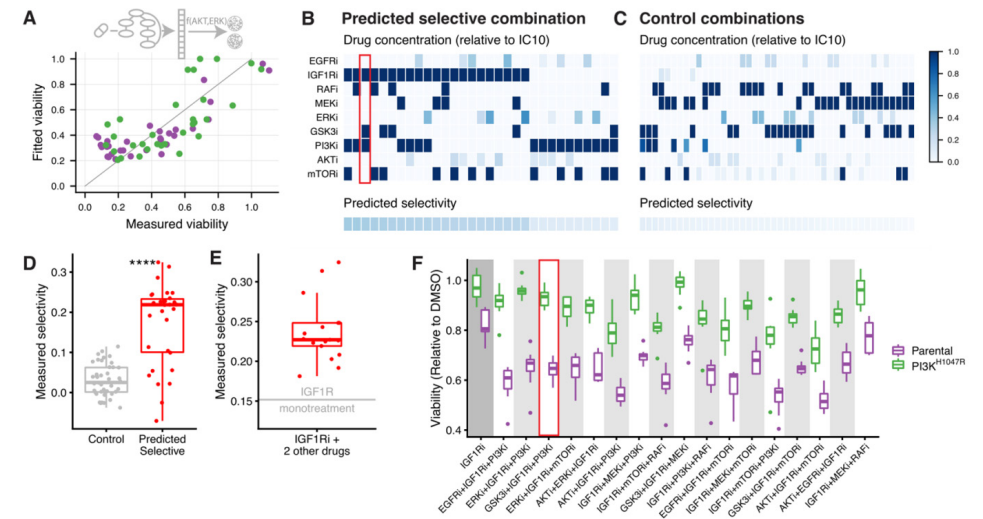 A
f(AKT,ERK)
Fitted viability
1.0
0.8
0.6
0.4
0.2
0.0
0.0 0.2 0.4 0.6 0.8 1.0
Measured viability
B Predicted selective combination
Drug concentration (relative to IC10)
EGFRi
IGF1Ri
RAFi
MEKi
ERKi
GSK3i
PI3Ki
AKTi
mTORi
Predicted selectivity
C Control combinations
Drug concentration (relative to IC10)
1.0
0.8
0.6
0.4
0.2
0.0
Predicted selectivity
D
Measured selectivity
0.3
0.2
0.1
0.0
****
Control
Predicted
Selective
E
Measured selectivity
0.30
0.25
0.20
0.15
IGF1R
monotreatment
IGF1Ri +
2 other drugs
F
Viability (Relative to DMSO)
1.0
0.8
0.6
0.4
IGF1Ri
EGFRi+IGF1Ri+PI3Ki
ERKi+IGF1Ri+PI3Ki
GSK3i+IGF1Ri+PI3Ki
ERKi+IGF1Ri+mTORi
AKTi+ERKi+IGF1Ri
AKTi+IGF1Ri+PI3Ki
IGF1Ri+MEKi+PI3Ki
IGF1Ri+mTORi+RAFi
GSK3i+IGF1Ri+MEKi
IGF1Ri+PI3Ki+RAFi
EGFRi+IGF1Ri+mTORi
IGF1Ri+MEKi+mTORi
IGF1Ri+mTORi+PI3Ki
GSK3i+IGF1Ri+mTORi
AKTi+IGF1Ri+mTORi
AKTi+EGFRi+IGF1Ri
IGF1Ri+MEKi+RAFi
Parental
PI3K^H1047R